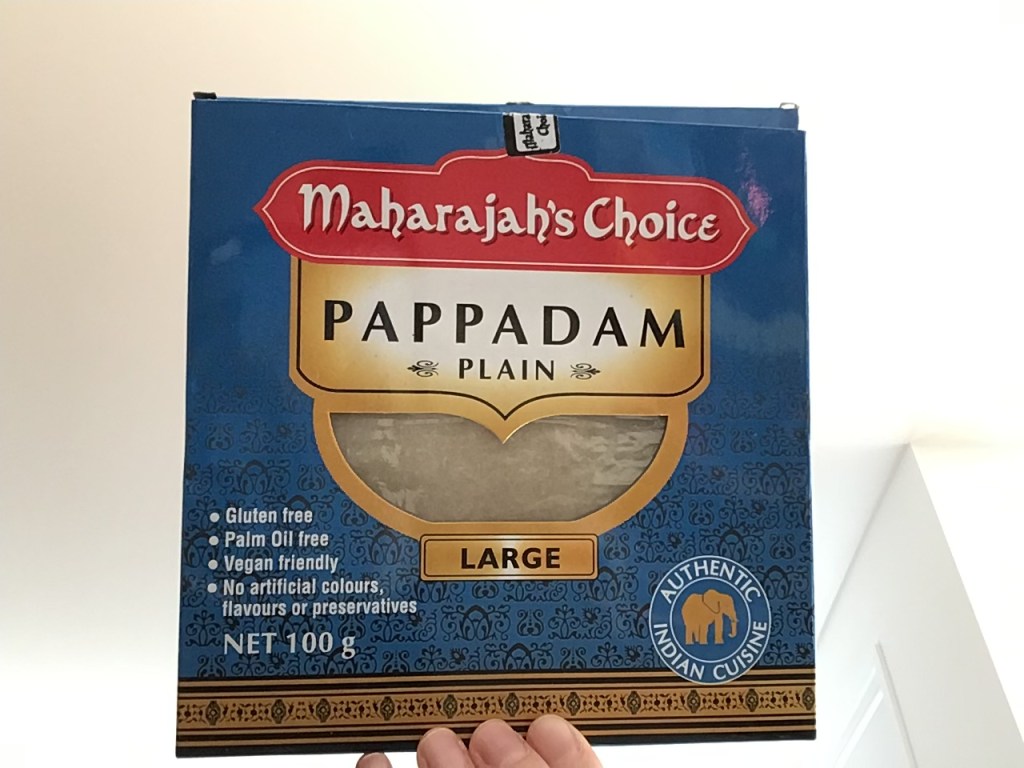 Maharajah's Choice
PAPPADAM
PLAIN
LARGE
• Gluten free
• Palm Oil free
• Vegan friendly
• No artificial colours,
flavours or preservatives
NET 100 g
AUTHENTIC
INDIAN CUISINE